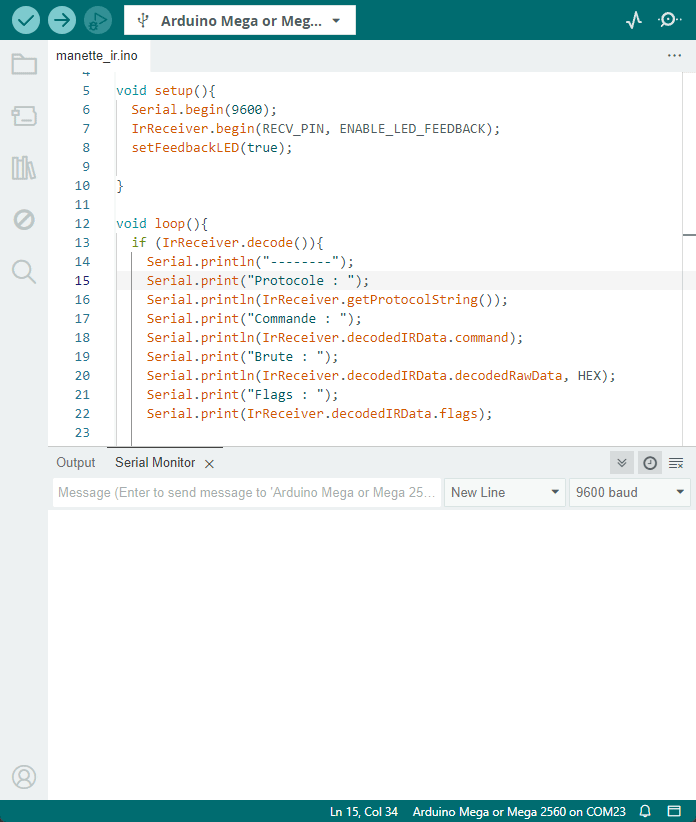 Arduino Mega or Meg...
manette_ir.ino
4
5 void setup(){
6 Serial.begin(9600);
7 IrReceiver.begin(RECV_PIN, ENABLE_LED_FEEDBACK);
8 setFeedbackLED(true);
9
10 }
11
12 void loop(){
13 if (IrReceiver.decode()){
14 Serial.println("--------");
15 Serial.print("Protocole : ");
16 Serial.println(IrReceiver.getProtocolString());
17 Serial.print("Commande : ");
18 Serial.println(IrReceiver.decodedIRData.command);
19 Serial.print("Brute : ");
20 Serial.println(IrReceiver.decodedIRData.decodedRawData, HEX);
21 Serial.print("Flags : ");
22 Serial.print(IrReceiver.decodedIRData.flags);
23
Output Serial Monitor
Message (Enter to send message to 'Arduino Mega or Mega 25... New Line 9600 baud
Ln 15, Col 34 Arduino Mega or Mega 2560 on COM23